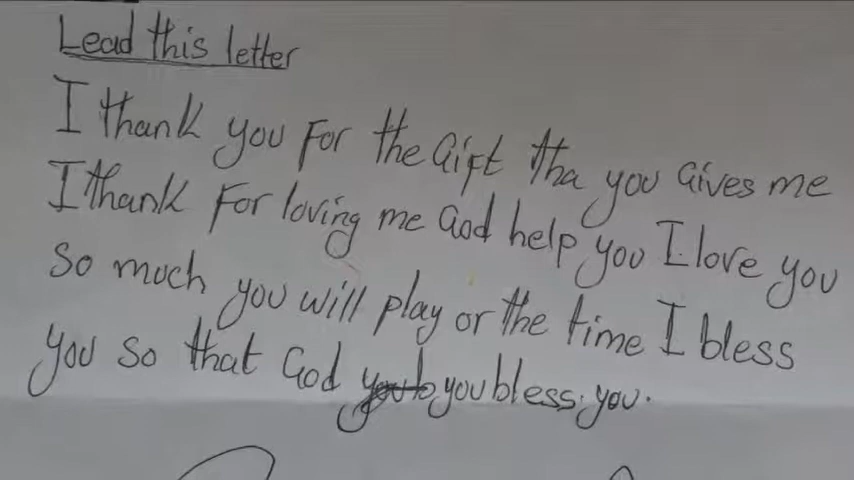 Lead this letter
I thank you For the Gift tha you Gives me
I thank For loving me God help you I love you
So much you will play or the time I bless
you so that God you bless you.